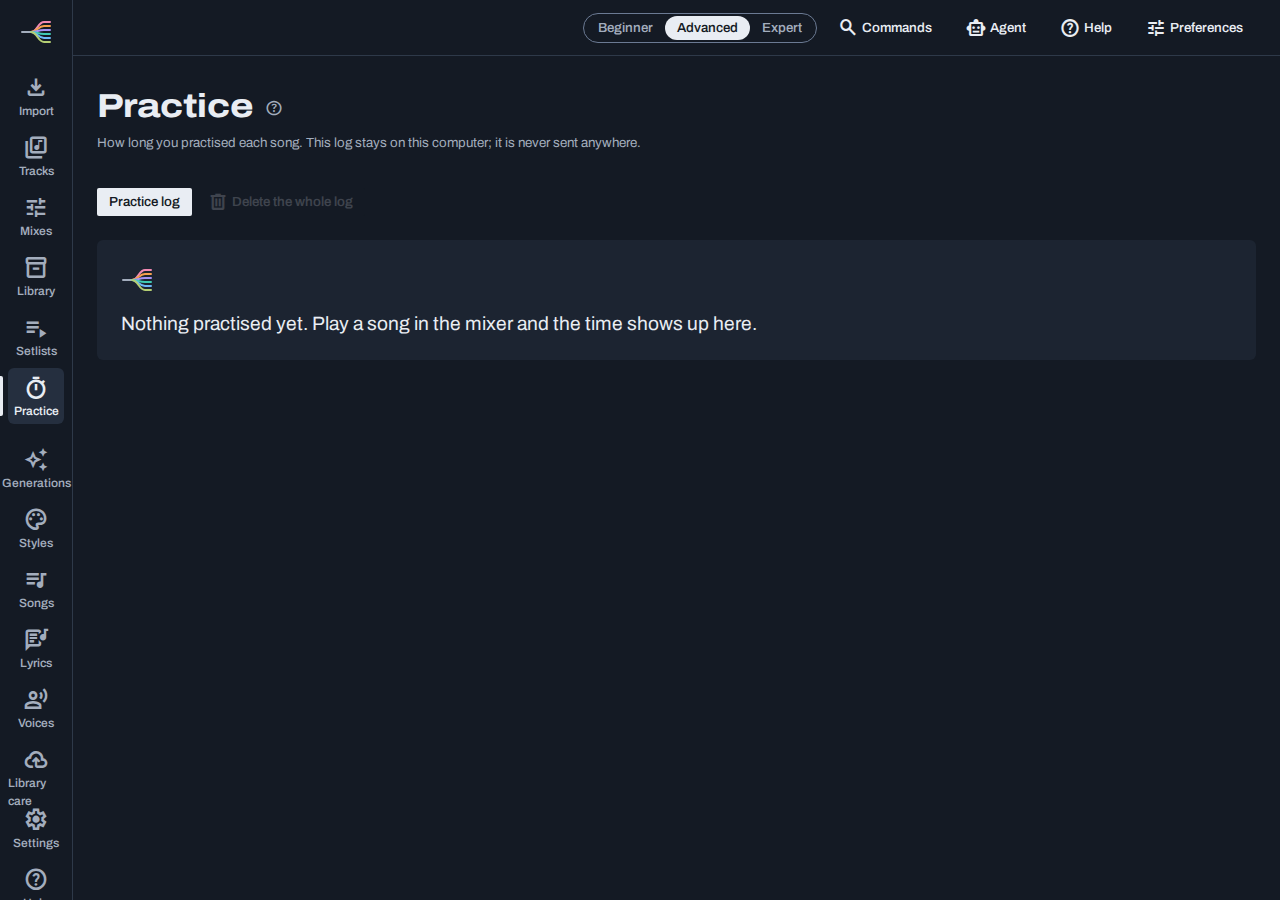 Beginner Advanced Expert Commands Agent Help Preferences
Import
Tracks
Mixes
Library
Setlists
Practice
Generations
Styles
Songs
Lyrics
Voices
Library
care
Settings
Practice
How long you practised each song. This log stays on this computer; it is never sent anywhere.
Practice log Delete the whole log
Nothing practised yet. Play a song in the mixer and the time shows up here.